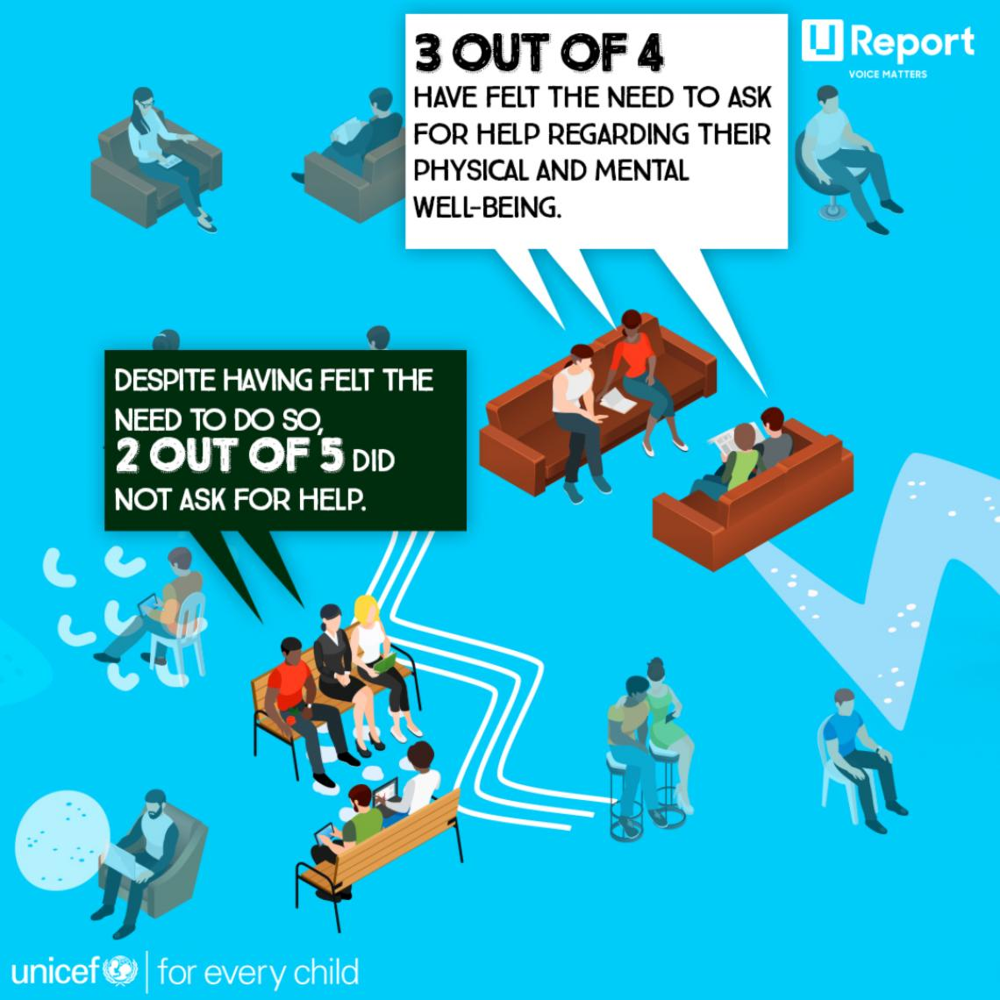 U Report
VOICE MATTERS
3 OUT OF 4
HAVE FELT THE NEED TO ASK
FOR HELP REGARDING THEIR
PHYSICAL AND MENTAL
WELL-BEING.
DESPITE HAVING FELT THE
NEED TO DO SO,
2 OUT OF 5 DID
NOT ASK FOR HELP.
unicef | for every child